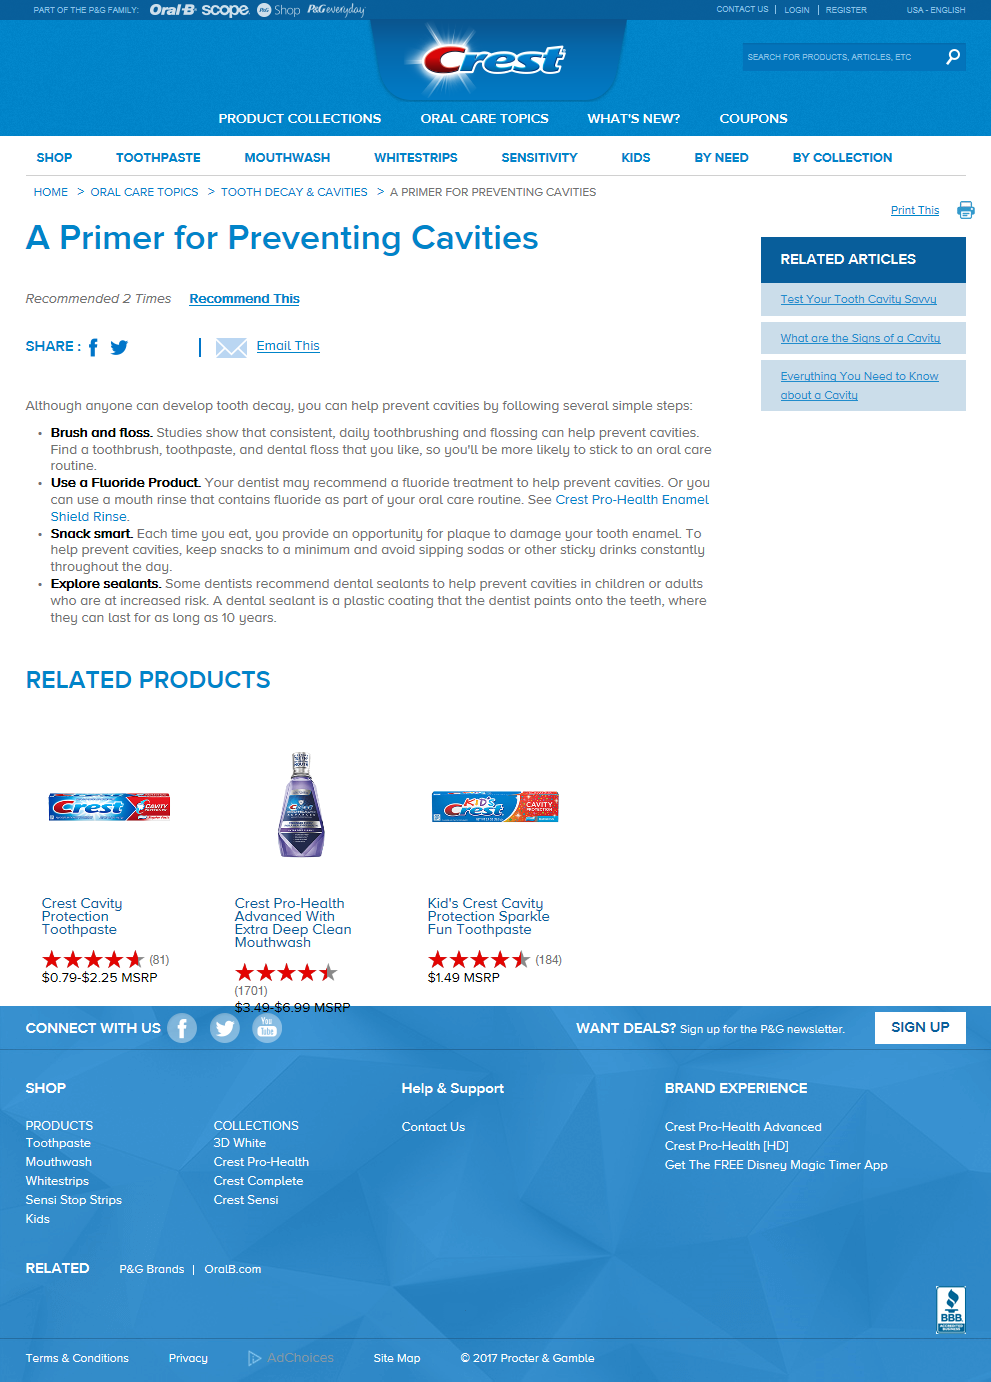 PART OF THE P&G FAMILY: Oral-B scope. P&G Shop P&G everyday
CONTACT US | LOGIN | REGISTER USA - ENGLISH
Crest
SEARCH FOR PRODUCTS, ARTICLES, ETC
PRODUCT COLLECTIONS ORAL CARE TOPICS WHAT'S NEW? COUPONS
SHOP TOOTHPASTE MOUTHWASH WHITESTRIPS SENSITIVITY KIDS BY NEED BY COLLECTION
HOME > ORAL CARE TOPICS > TOOTH DECAY & CAVITIES > A PRIMER FOR PREVENTING CAVITIES
Print This
A Primer for Preventing Cavities
Recommended 2 Times Recommend This
SHARE : | Email This
RELATED ARTICLES
Test Your Tooth Cavity Savvy
What are the Signs of a Cavity
Everything You Need to Know
about a Cavity
Although anyone can develop tooth decay, you can help prevent cavities by following several simple steps:
• Brush and floss. Studies show that consistent, daily toothbrushing and flossing can help prevent cavities.
Find a toothbrush, toothpaste, and dental floss that you like, so you'll be more likely to stick to an oral care
routine.
• Use a Fluoride Product. Your dentist may recommend a fluoride treatment to help prevent cavities. Or you
can use a mouth rinse that contains fluoride as part of your oral care routine. See Crest Pro-Health Enamel
Shield Rinse.
• Snack smart. Each time you eat, you provide an opportunity for plaque to damage your tooth enamel. To
help prevent cavities, keep snacks to a minimum and avoid sipping sodas or other sticky drinks constantly
throughout the day.
• Explore sealants. Some dentists recommend dental sealants to help prevent cavities in children or adults
who are at increased risk. A dental sealant is a plastic coating that the dentist paints onto the teeth, where
they can last for as long as 10 years.
RELATED PRODUCTS
Crest CAVITY PROTECTION
Crest
KID'S Crest CAVITY PROTECTION
Crest Cavity
Protection
Toothpaste
(81)
$0.79-$2.25 MSRP
Crest Pro-Health
Advanced With
Extra Deep Clean
Mouthwash
(1701)
$3.49-$6.99 MSRP
Kid's Crest Cavity
Protection Sparkle
Fun Toothpaste
(184)
$1.49 MSRP
CONNECT WITH US You Tube
WANT DEALS? Sign up for the P&G newsletter. SIGN UP
SHOP
PRODUCTS
Toothpaste
Mouthwash
Whitestrips
Sensi Stop Strips
Kids
COLLECTIONS
3D White
Crest Pro-Health
Crest Complete
Crest Sensi
Help & Support
Contact Us
BRAND EXPERIENCE
Crest Pro-Health Advanced
Crest Pro-Health [HD]
Get The FREE Disney Magic Timer App
RELATED P&G Brands | OralB.com
BBB
ACCREDITED
BUSINESS
Terms & Conditions Privacy AdChoices Site Map © 2017 Procter & Gamble